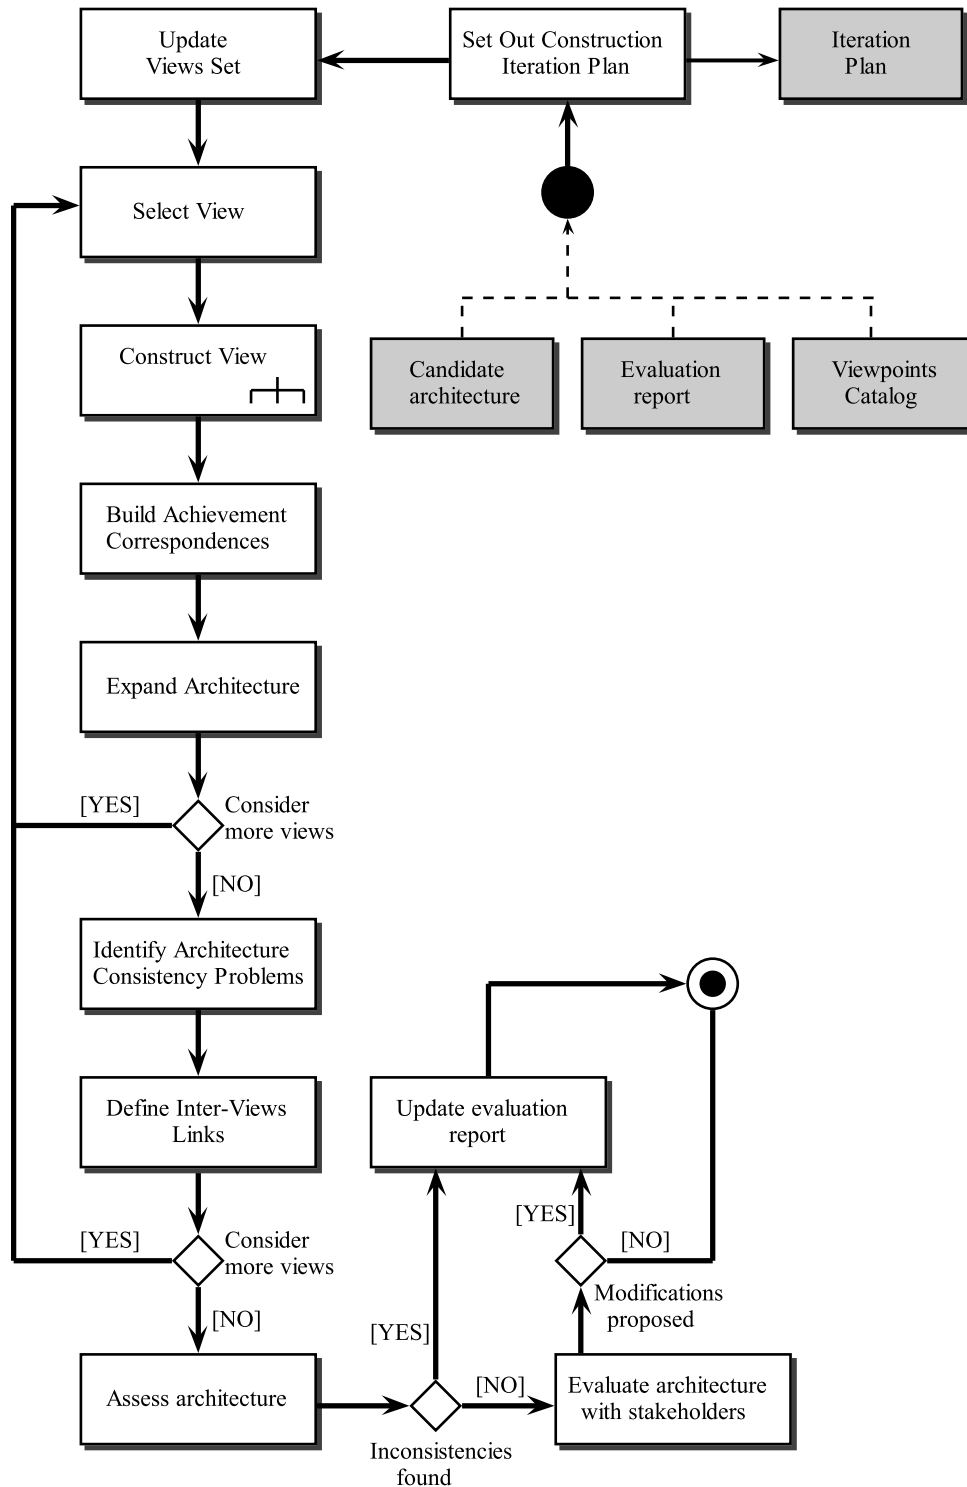 Update
Views Set
Set Out Construction
Iteration Plan
Iteration
Plan
Select View
Construct View
Candidate
architecture
Evaluation
report
Viewpoints
Catalog
Build Achievement
Correspondences
Expand Architecture
[YES]
Consider
more views
[NO]
Identify Architecture
Consistency Problems
Define Inter-Views
Links
Update evaluation
report
[YES]
Consider
more views
[YES]
[NO]
Modifications
proposed
[NO]
[YES]
Assess architecture
[NO]
Evaluate architecture
with stakeholders
Inconsistencies
found